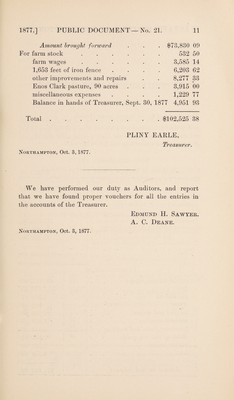 1877.] PUBLIC DOCUMENT — No. 21. 11
Amount brought forward . . . $73,830 09
For farm stock . . . . . . 532 50
farm wages . . . . . . 3,585 14
1,653 feet of iron fence . . . . 6,203 62
other improvements and repairs . . 8,277 33
Enos Clark pasture, 90 acres . . . 3,915 00
miscellaneous expenses . . . . 1,229 77
Balance in hands of Treasurer, Sept. 30, 1877 4,951 93
Total . . . . . . . . $102,525 38
PLINY EARLE,
Treasurer.
NORTHAMPTON, Oct. 3, 1877.
We have performed our duty as Auditors, and report
that we have found proper vouchers for all the entries in
the accounts of the Treasurer.
EDMUND H. SAWYER.
A. C. DEANE.
NORTHAMPTON, Oct. 3, 1877.